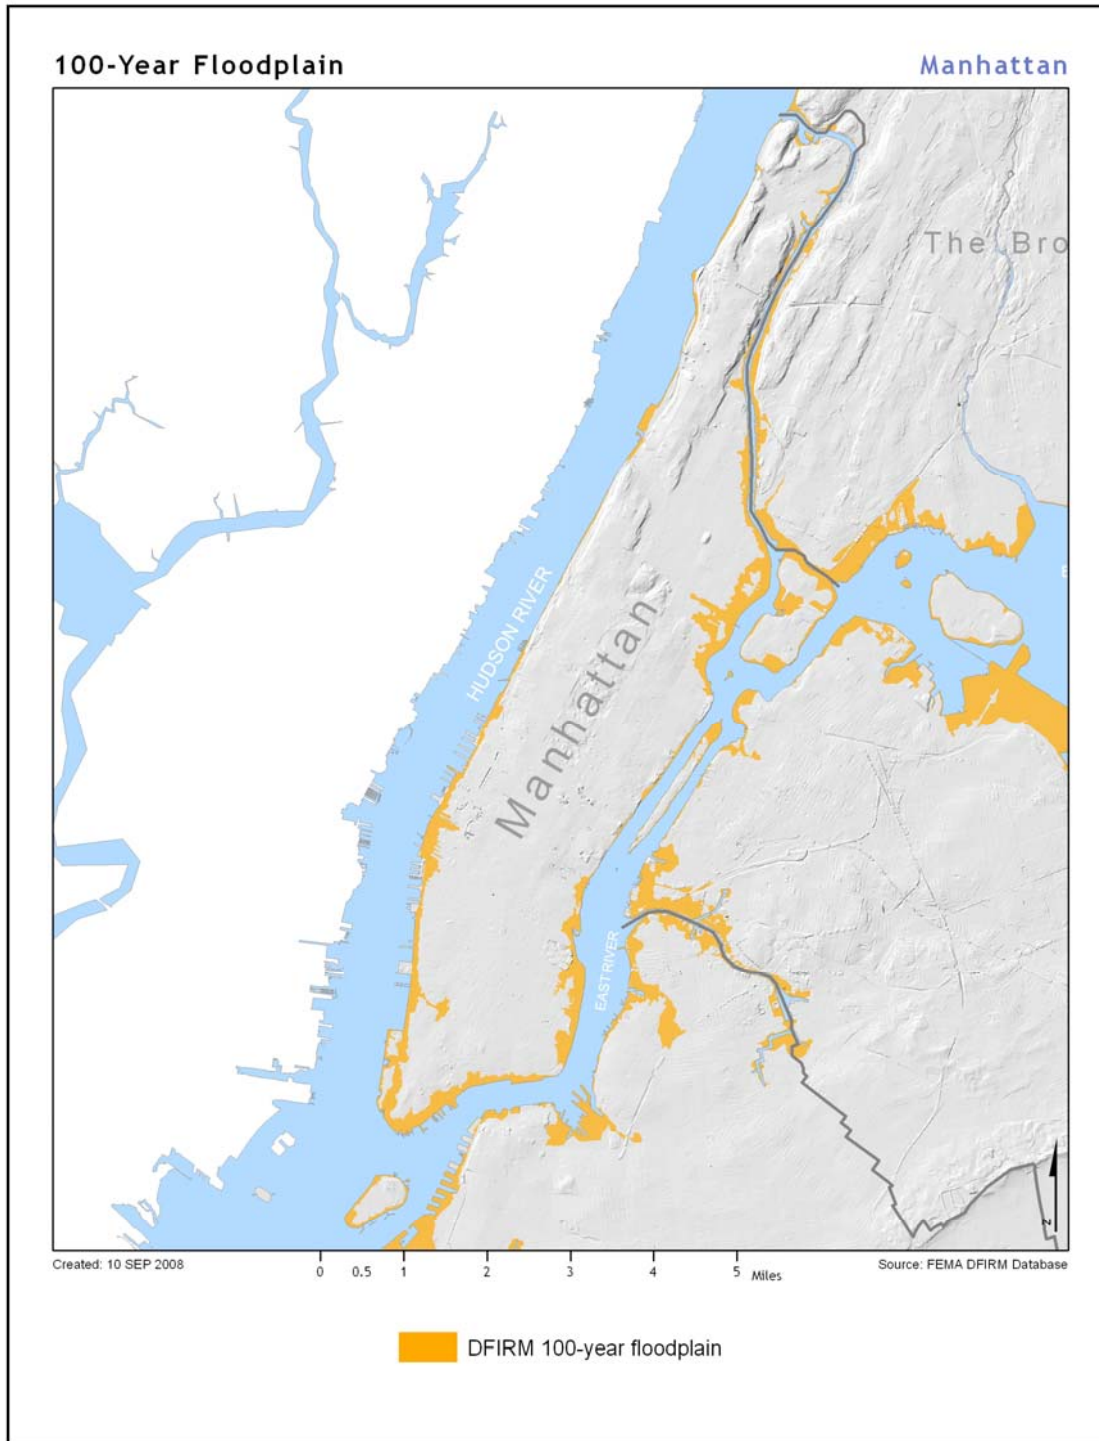 100-Year Floodplain
Manhattan
The Bro
HUDSON RIVER
Manhattan
E
EAST RIVER
N
Created: 10 SEP 2008
Source: FEMA DFIRM Database
0 0.5 1 2 3 4 5 Miles
DFIRM 100-year floodplain